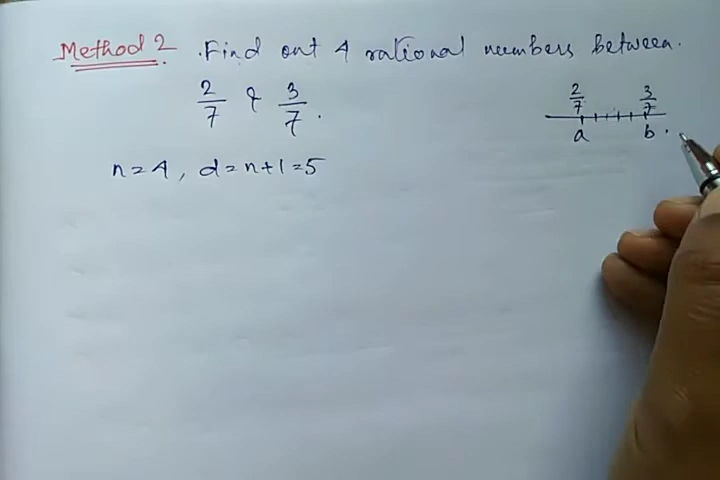 Method 2 . Find out 4 rational numbers between.
2/7 & 3/7.
2/7 3/7
a b.
n=4, d=n+1=5